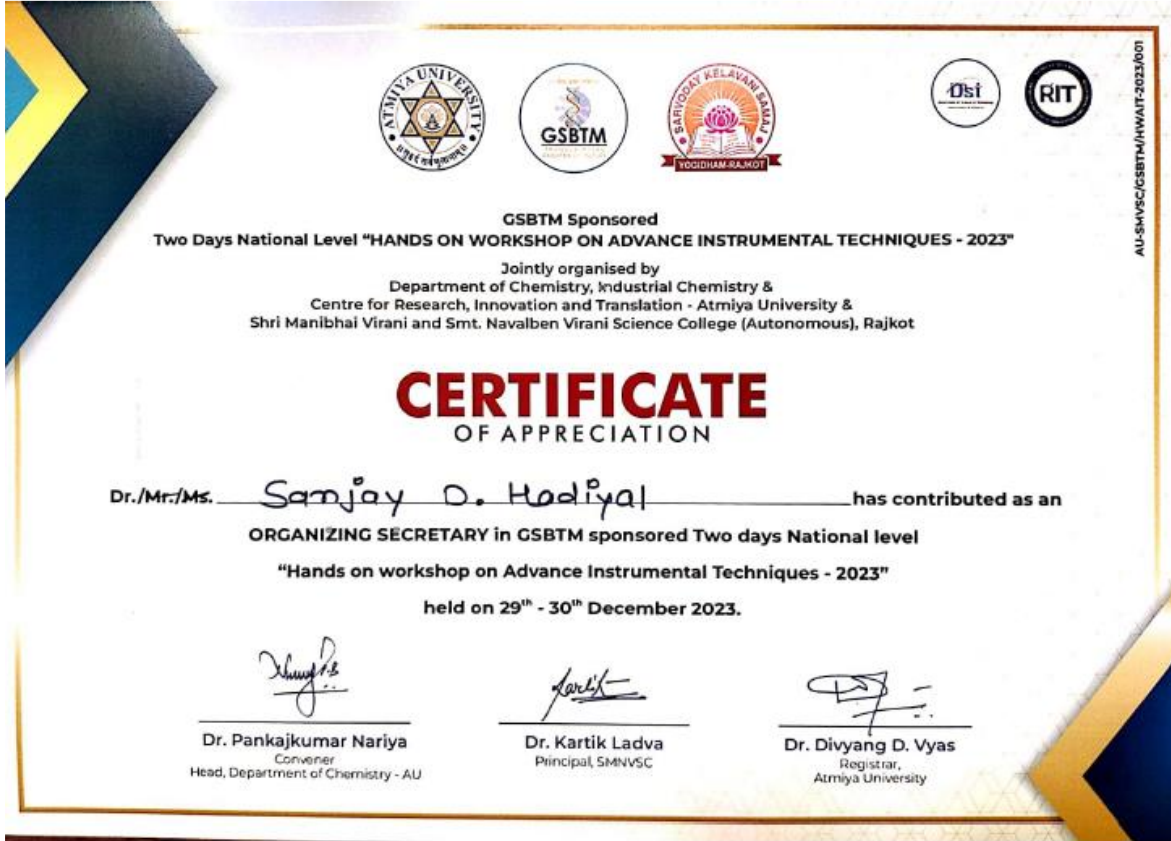 ATMIYA UNIVERSITY
GSBTM
SARVODAY KELAVANI SAMAJ
YOGIDHAM-RAJKOT
Dst
RIT
AU-SMVSC/GSBTM/HWAIT-2023/001
GSBTM Sponsored
Two Days National Level “HANDS ON WORKSHOP ON ADVANCE INSTRUMENTAL TECHNIQUES - 2023”
Jointly organised by
Department of Chemistry, Industrial Chemistry &
Centre for Research, Innovation and Translation - Atmiya University &
Shri Manibhai Virani and Smt. Navalben Virani Science College (Autonomous), Rajkot
CERTIFICATE
OF APPRECIATION
Dr./Mr./Ms. Sanjay D. Hadiyal has contributed as an
ORGANIZING SECRETARY in GSBTM sponsored Two days National level
“Hands on workshop on Advance Instrumental Techniques - 2023”
held on 29th - 30th December 2023.
Dr. Pankajkumar Nariya
Convener
Head, Department of Chemistry - AU
Dr. Kartik Ladva
Principal, SMNVSC
Dr. Divyang D. Vyas
Registrar,
Atmiya University